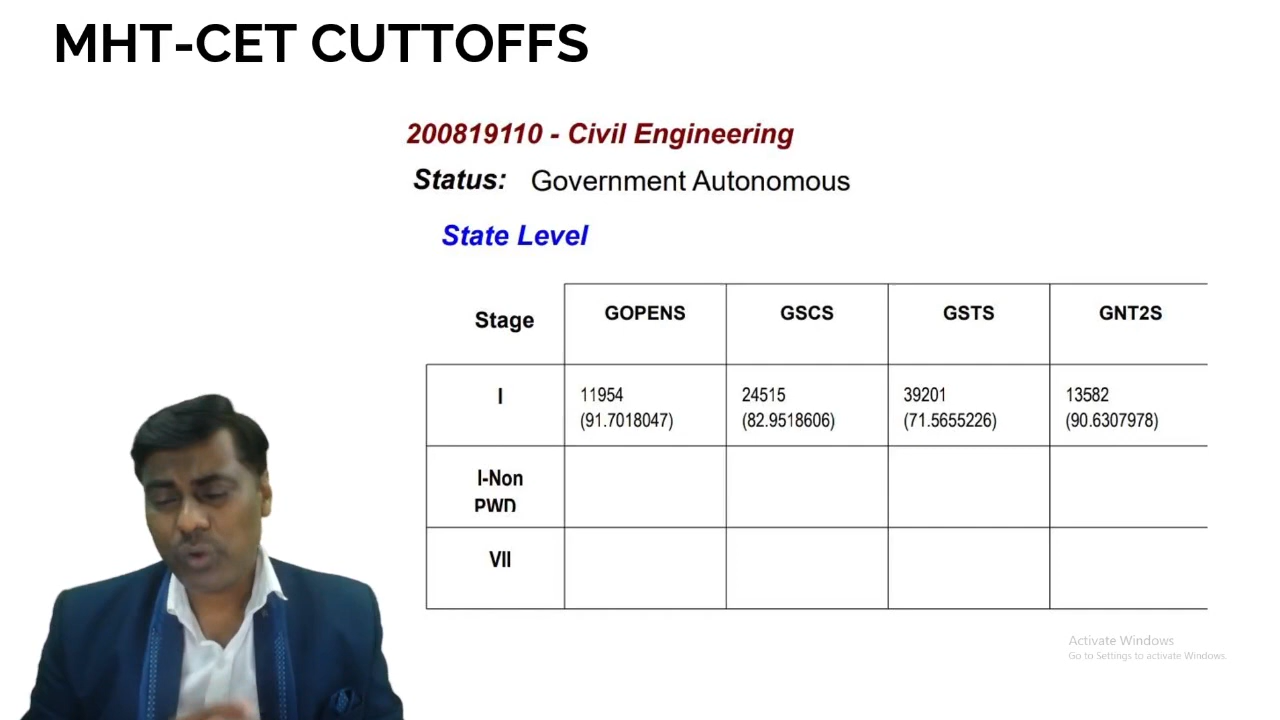 MHT-CET CUTTOFFS
200819110 - Civil Engineering
Status: Government Autonomous
State Level
Stage GOPENS GSCS GSTS GNT2S
I 11954 24515 39201 13582
(91.7018047) (82.9518606) (71.5655226) (90.6307978)
I-Non
PWD
VII
Activate Windows
Go to Settings to activate Windows.